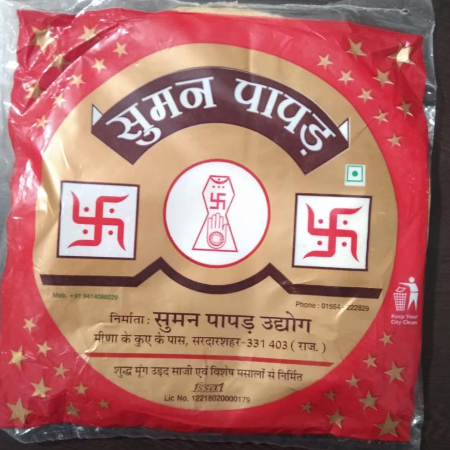 सुमन पापड़
Mob: +91 9414086029
Phone : 01564 - 222829
Keep Your
City Clean
निर्माता : सुमन पापड़ उद्योग
मीणा के कुए के पास, सरदारशहर-331 403 ( राज. )
शुद्ध मूंग उड़द साजी एवं विशेष मसालों से निर्मित
fssai
Lic No. 12218020000179